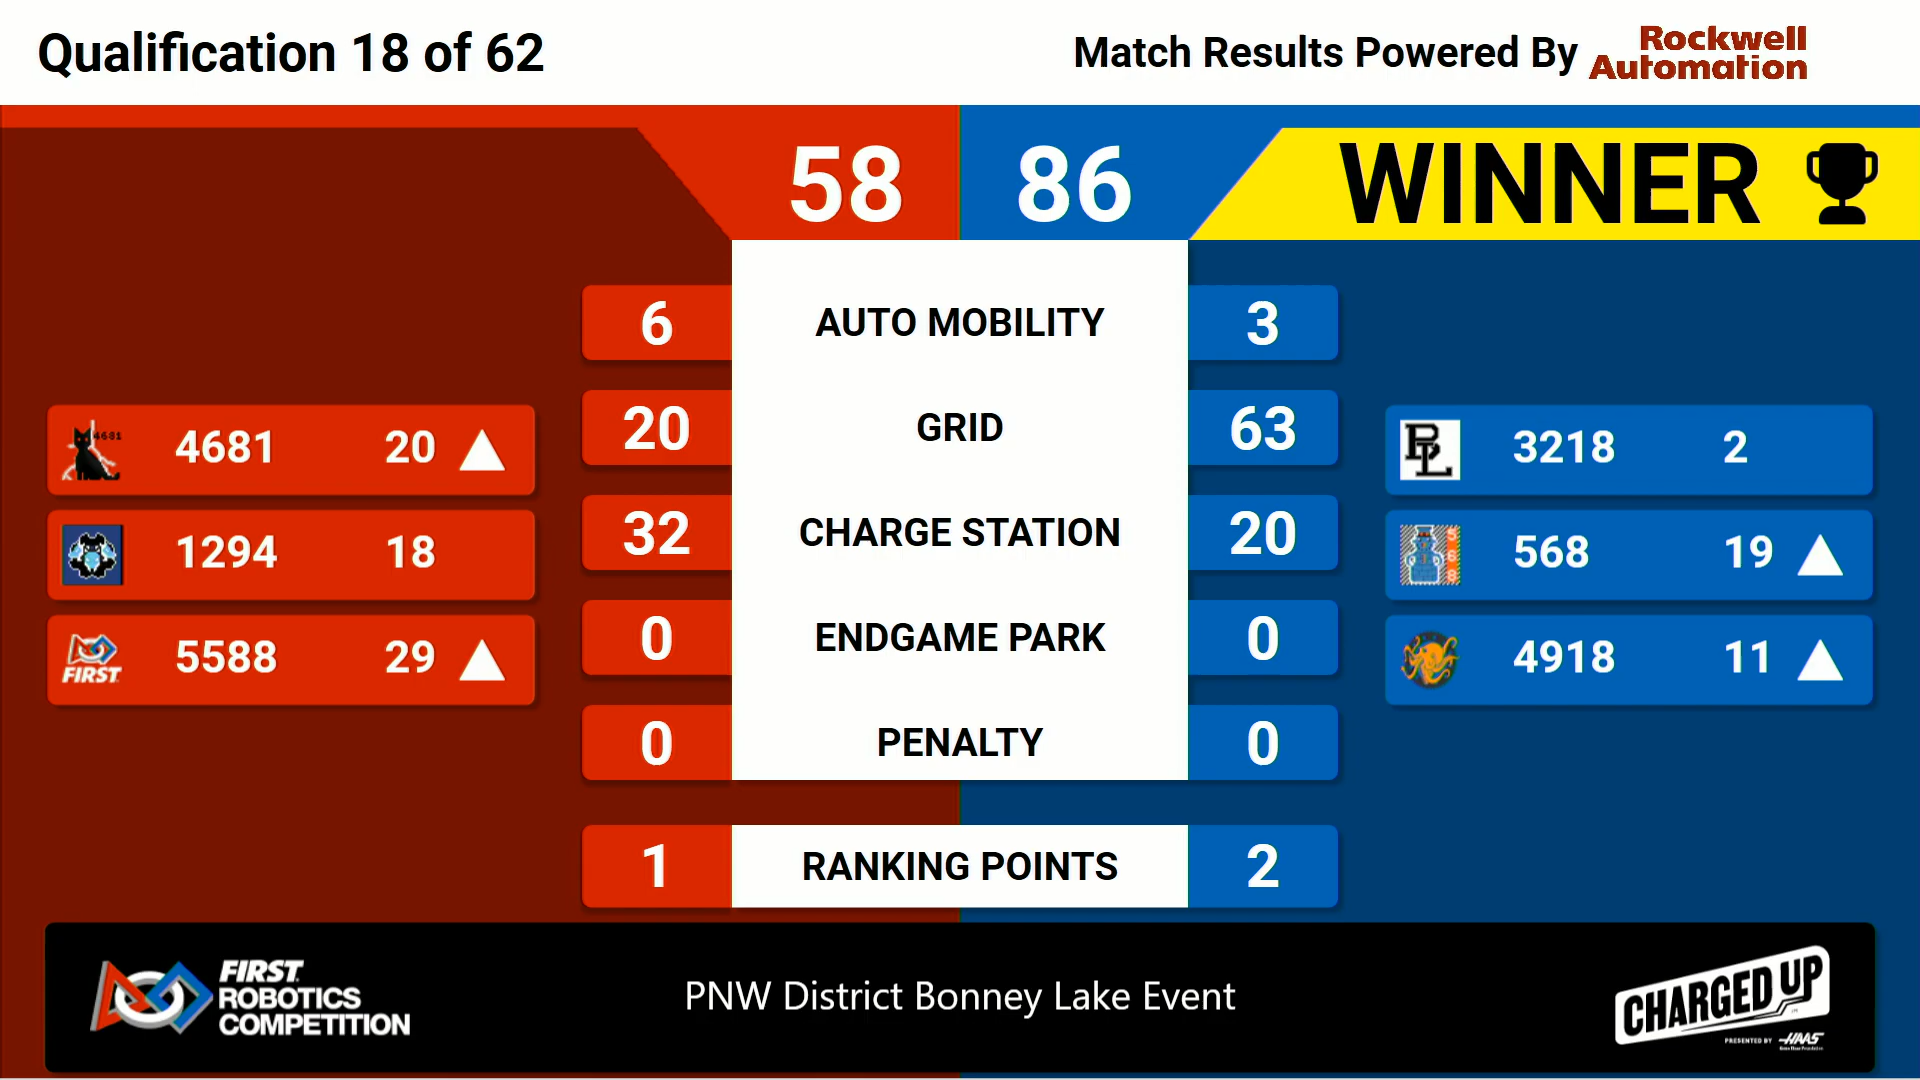 Qualification 18 of 62
Match Results Powered By Rockwell Automation
58 86 WINNER
6 AUTO MOBILITY 3
20 GRID 63
32 CHARGE STATION 20
0 ENDGAME PARK 0
0 PENALTY 0
1 RANKING POINTS 2
4681 4681 20
1294 18
FIRST 5588 29
BL 3218 2
568 568 19
4918 11
FIRST ROBOTICS COMPETITION
PNW District Bonney Lake Event
CHARGED UP
PRESENTED BY HAAS